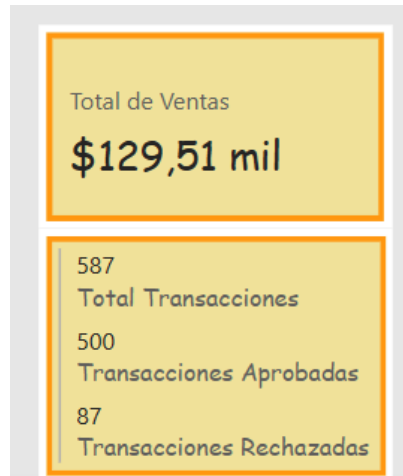 Total de Ventas
$129,51 mil
587
Total Transacciones
500
Transacciones Aprobadas
87
Transacciones Rechazadas